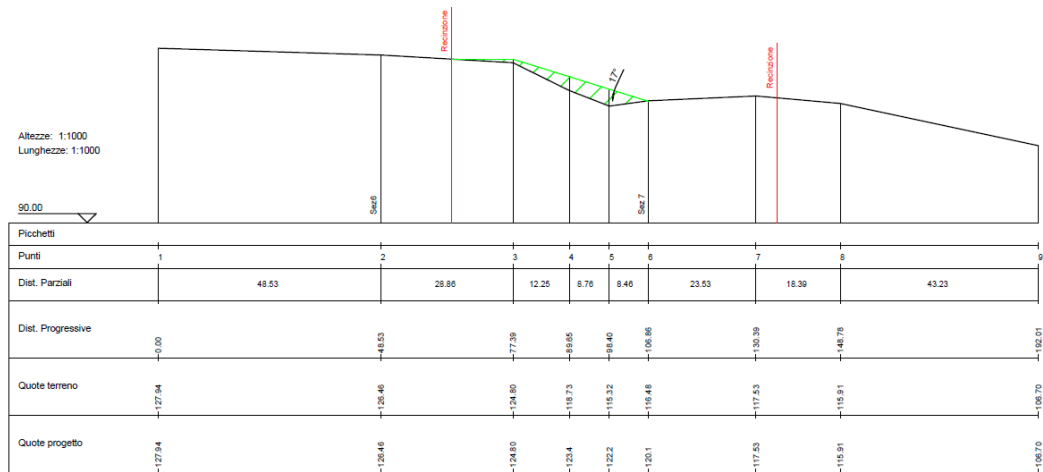 Recinzione
Recinzione
17°
Altezze: 1:1000
Lunghezze: 1:1000
Sez6
Sez 7
90.00
Picchetti
Punti 1 2 3 4 5 6 7 8 9
Dist. Parziali 48.53 28.86 12.25 8.76 8.46 23.53 18.39 43.23
Dist. Progressive 0.00 48.53 77.39 89.65 98.40 106.86 130.39 148.78 192.01
Quote terreno 127.94 126.46 124.80 118.73 115.32 116.48 117.53 115.91 106.70
Quote progetto 127.94 126.46 124.80 123.4 122.2 120.1 117.53 115.91 106.70